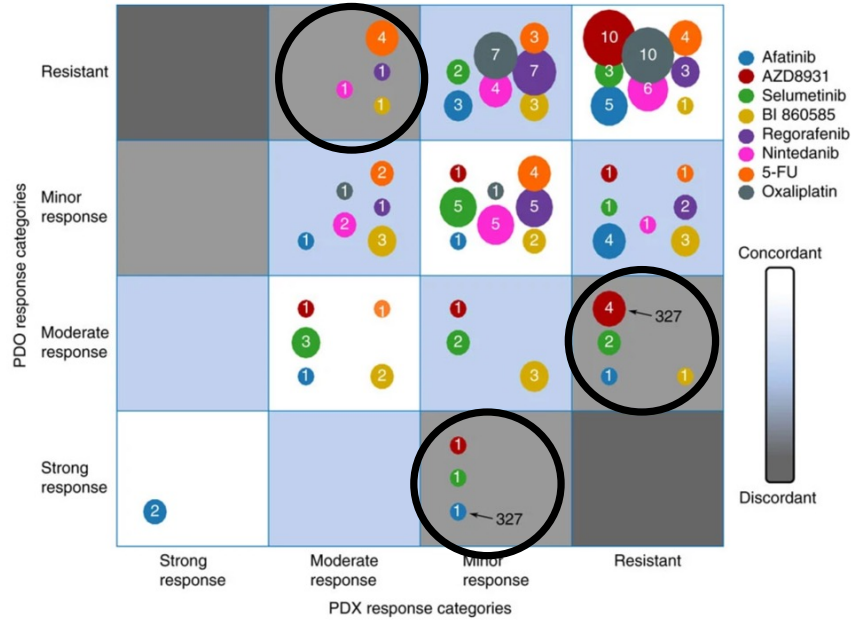 PDO response categories
Resistant
4
1
1
1
3
7
2
7
4
3
3
10
4
10
3
3
6
5
1
Minor
response
2
1
1
2
1
3
1
4
1
5
5
5
1
2
1
1
1
2
1
4
3
Moderate
response
1
1
3
1
2
1
2
3
4
327
2
1
1
Strong
response
2
1
1
1
327
Strong
response
Moderate
response
Minor
response
Resistant
PDX response categories
Afatinib
AZD8931
Selumetinib
BI 860585
Regorafenib
Nintedanib
5-FU
Oxaliplatin
Concordant
Discordant